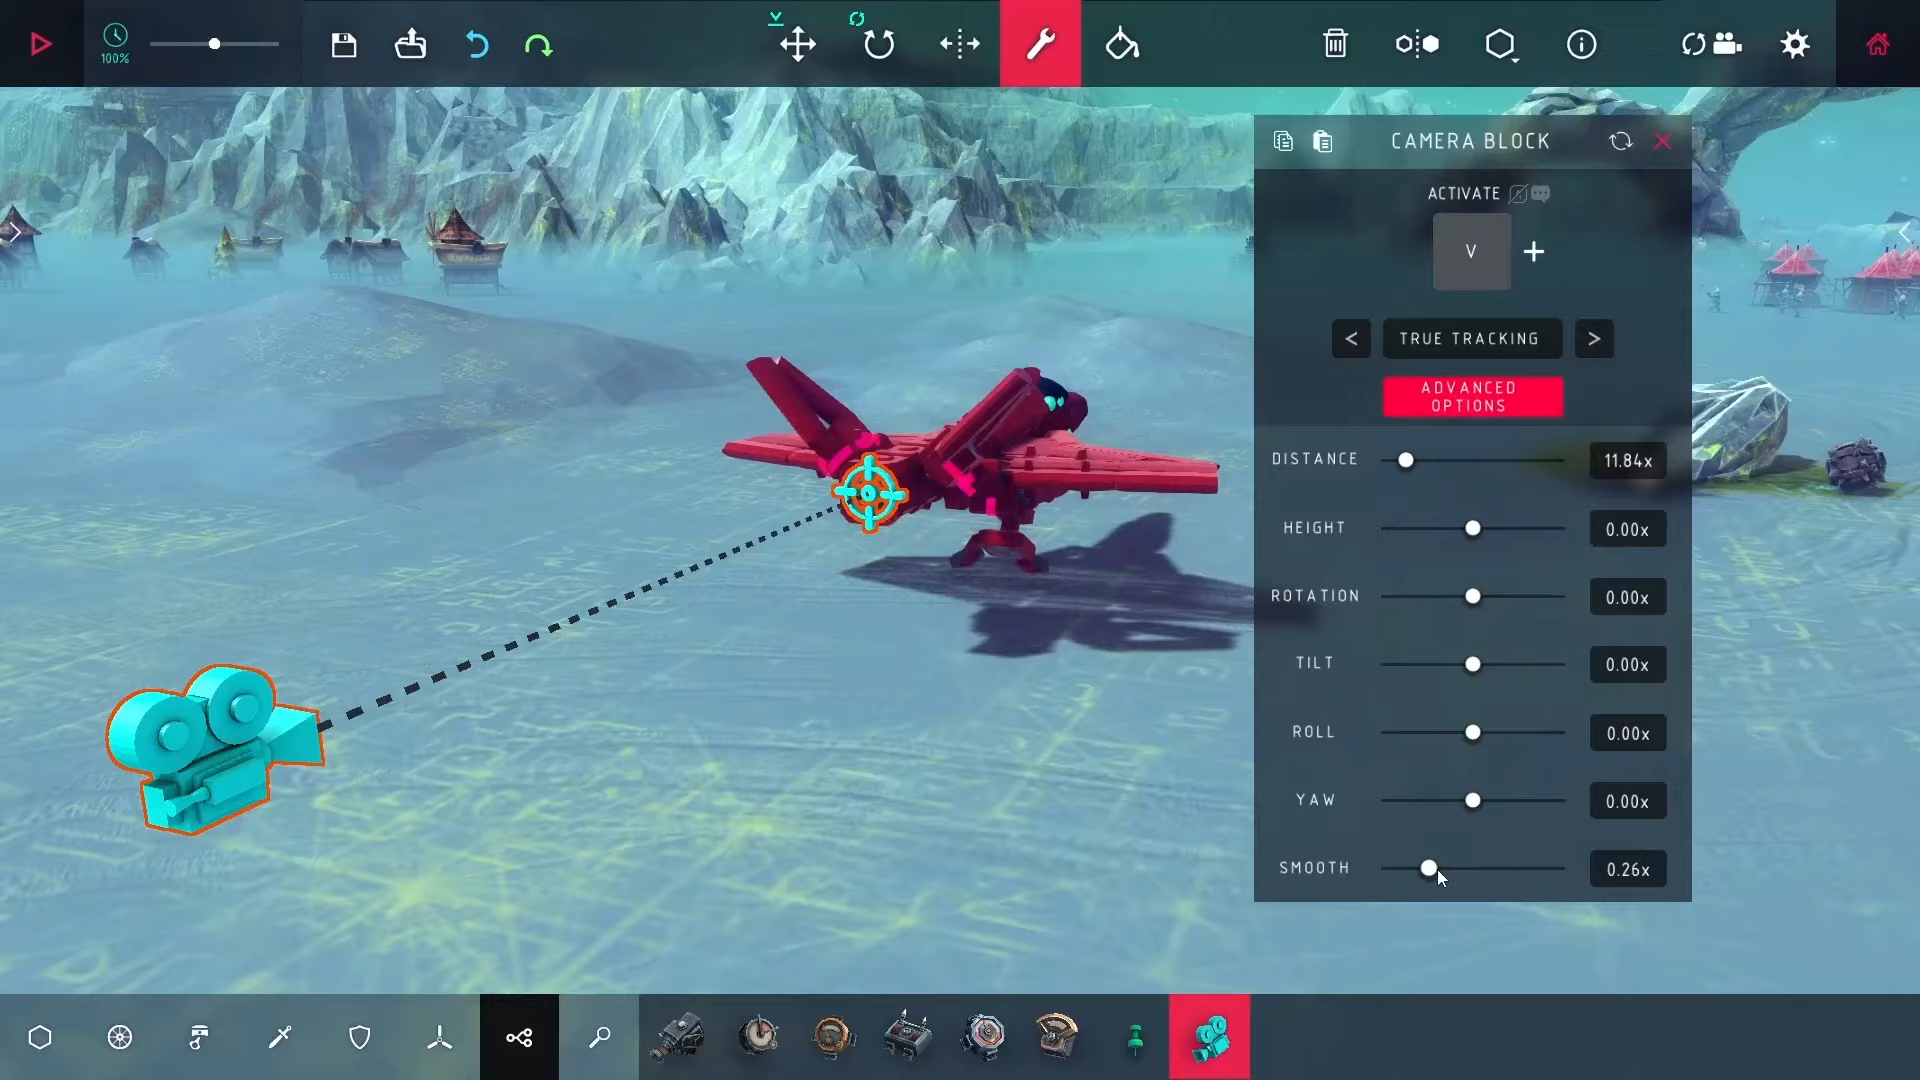 100%
CAMERA BLOCK
ACTIVATE
V
<
TRUE TRACKING
>
ADVANCED
OPTIONS
DISTANCE
11.84x
HEIGHT
0.00x
ROTATION
0.00x
TILT
0.00x
ROLL
0.00x
YAW
0.00x
SMOOTH
0.26x